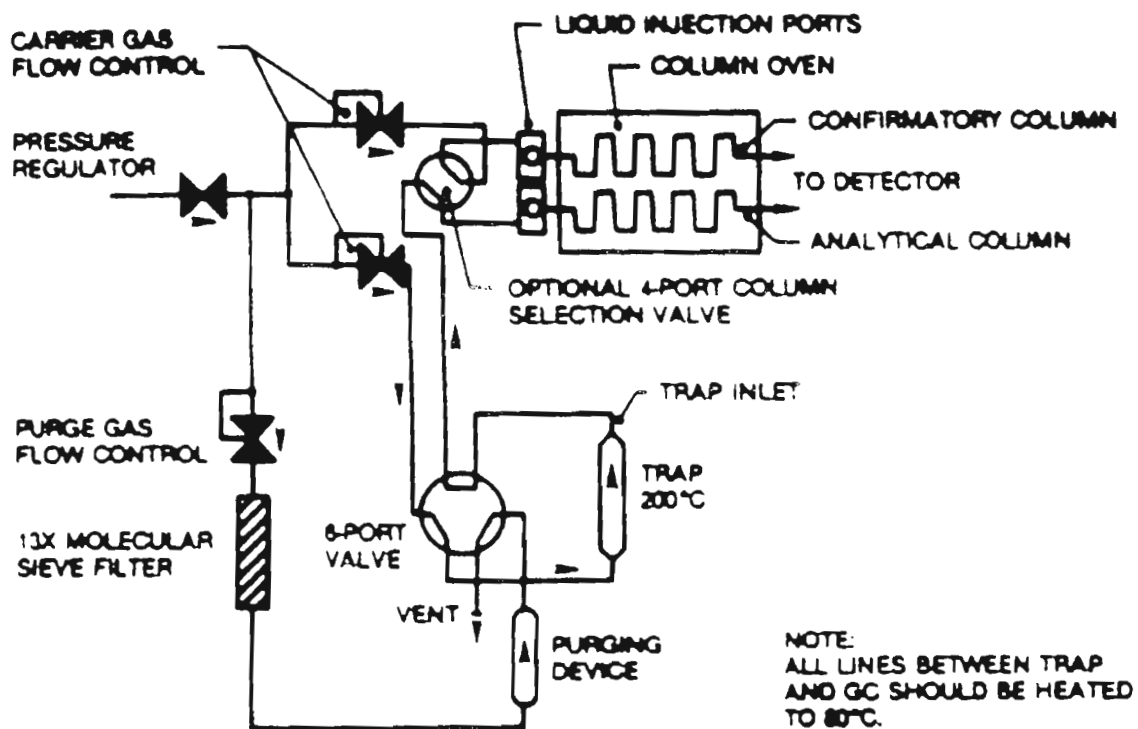 LIQUID INJECTION PORTS
CARRIER GAS
FLOW CONTROL
COLUMN OVEN
CONFIRMATORY COLUMN
PRESSURE
REGULATOR
TO DETECTOR
ANALYTICAL COLUMN
OPTIONAL 4-PORT COLUMN
SELECTION VALVE
TRAP INLET
PURGE GAS
FLOW CONTROL
TRAP
200°C
6-PORT
VALVE
13X MOLECULAR
SIEVE FILTER
VENT
PURGING
DEVICE
NOTE:
ALL LINES BETWEEN TRAP
AND GC SHOULD BE HEATED
TO 80°C.